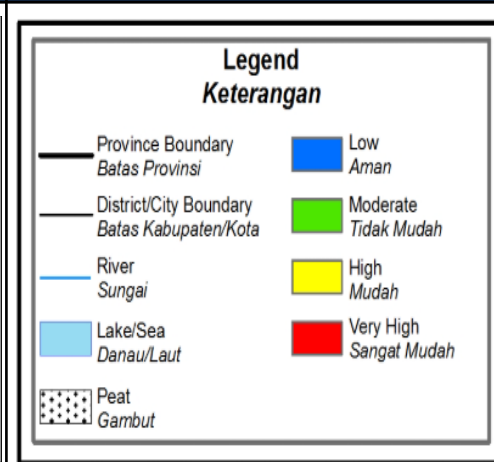 Legend
Keterangan
Province Boundary
Batas Provinsi
District/City Boundary
Batas Kabupaten/Kota
River
Sungai
Lake/Sea
Danau/Laut
Peat
Gambut
Low
Aman
Moderate
Tidak Mudah
High
Mudah
Very High
Sangat Mudah